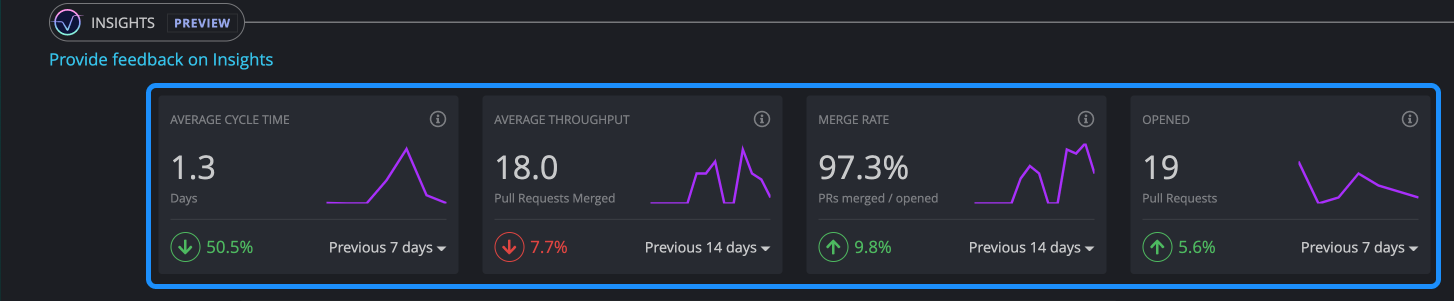 INSIGHTS PREVIEW
Provide feedback on Insights
AVERAGE CYCLE TIME
1.3
Days
50.5% Previous 7 days
AVERAGE THROUGHPUT
18.0
Pull Requests Merged
7.7% Previous 14 days
MERGE RATE
97.3%
PRs merged / opened
9.8% Previous 14 days
OPENED
19
Pull Requests
5.6% Previous 7 days